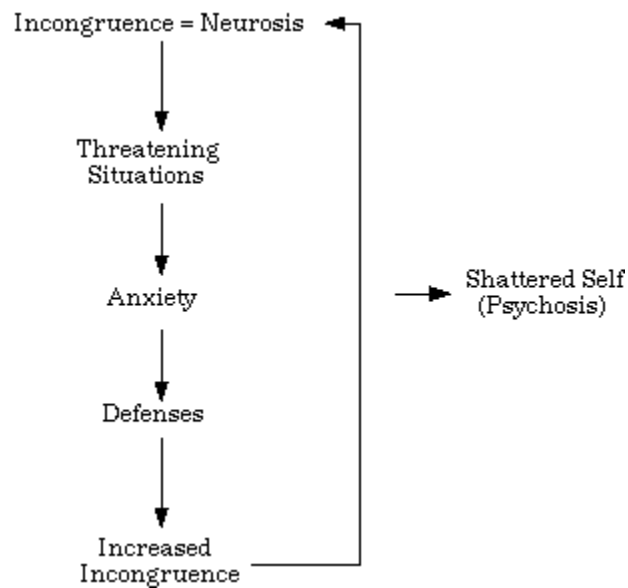 Incongruence = Neurosis
Threatening
Situations
Anxiety
Shattered Self
(Psychosis)
Defenses
Increased
Incongruence